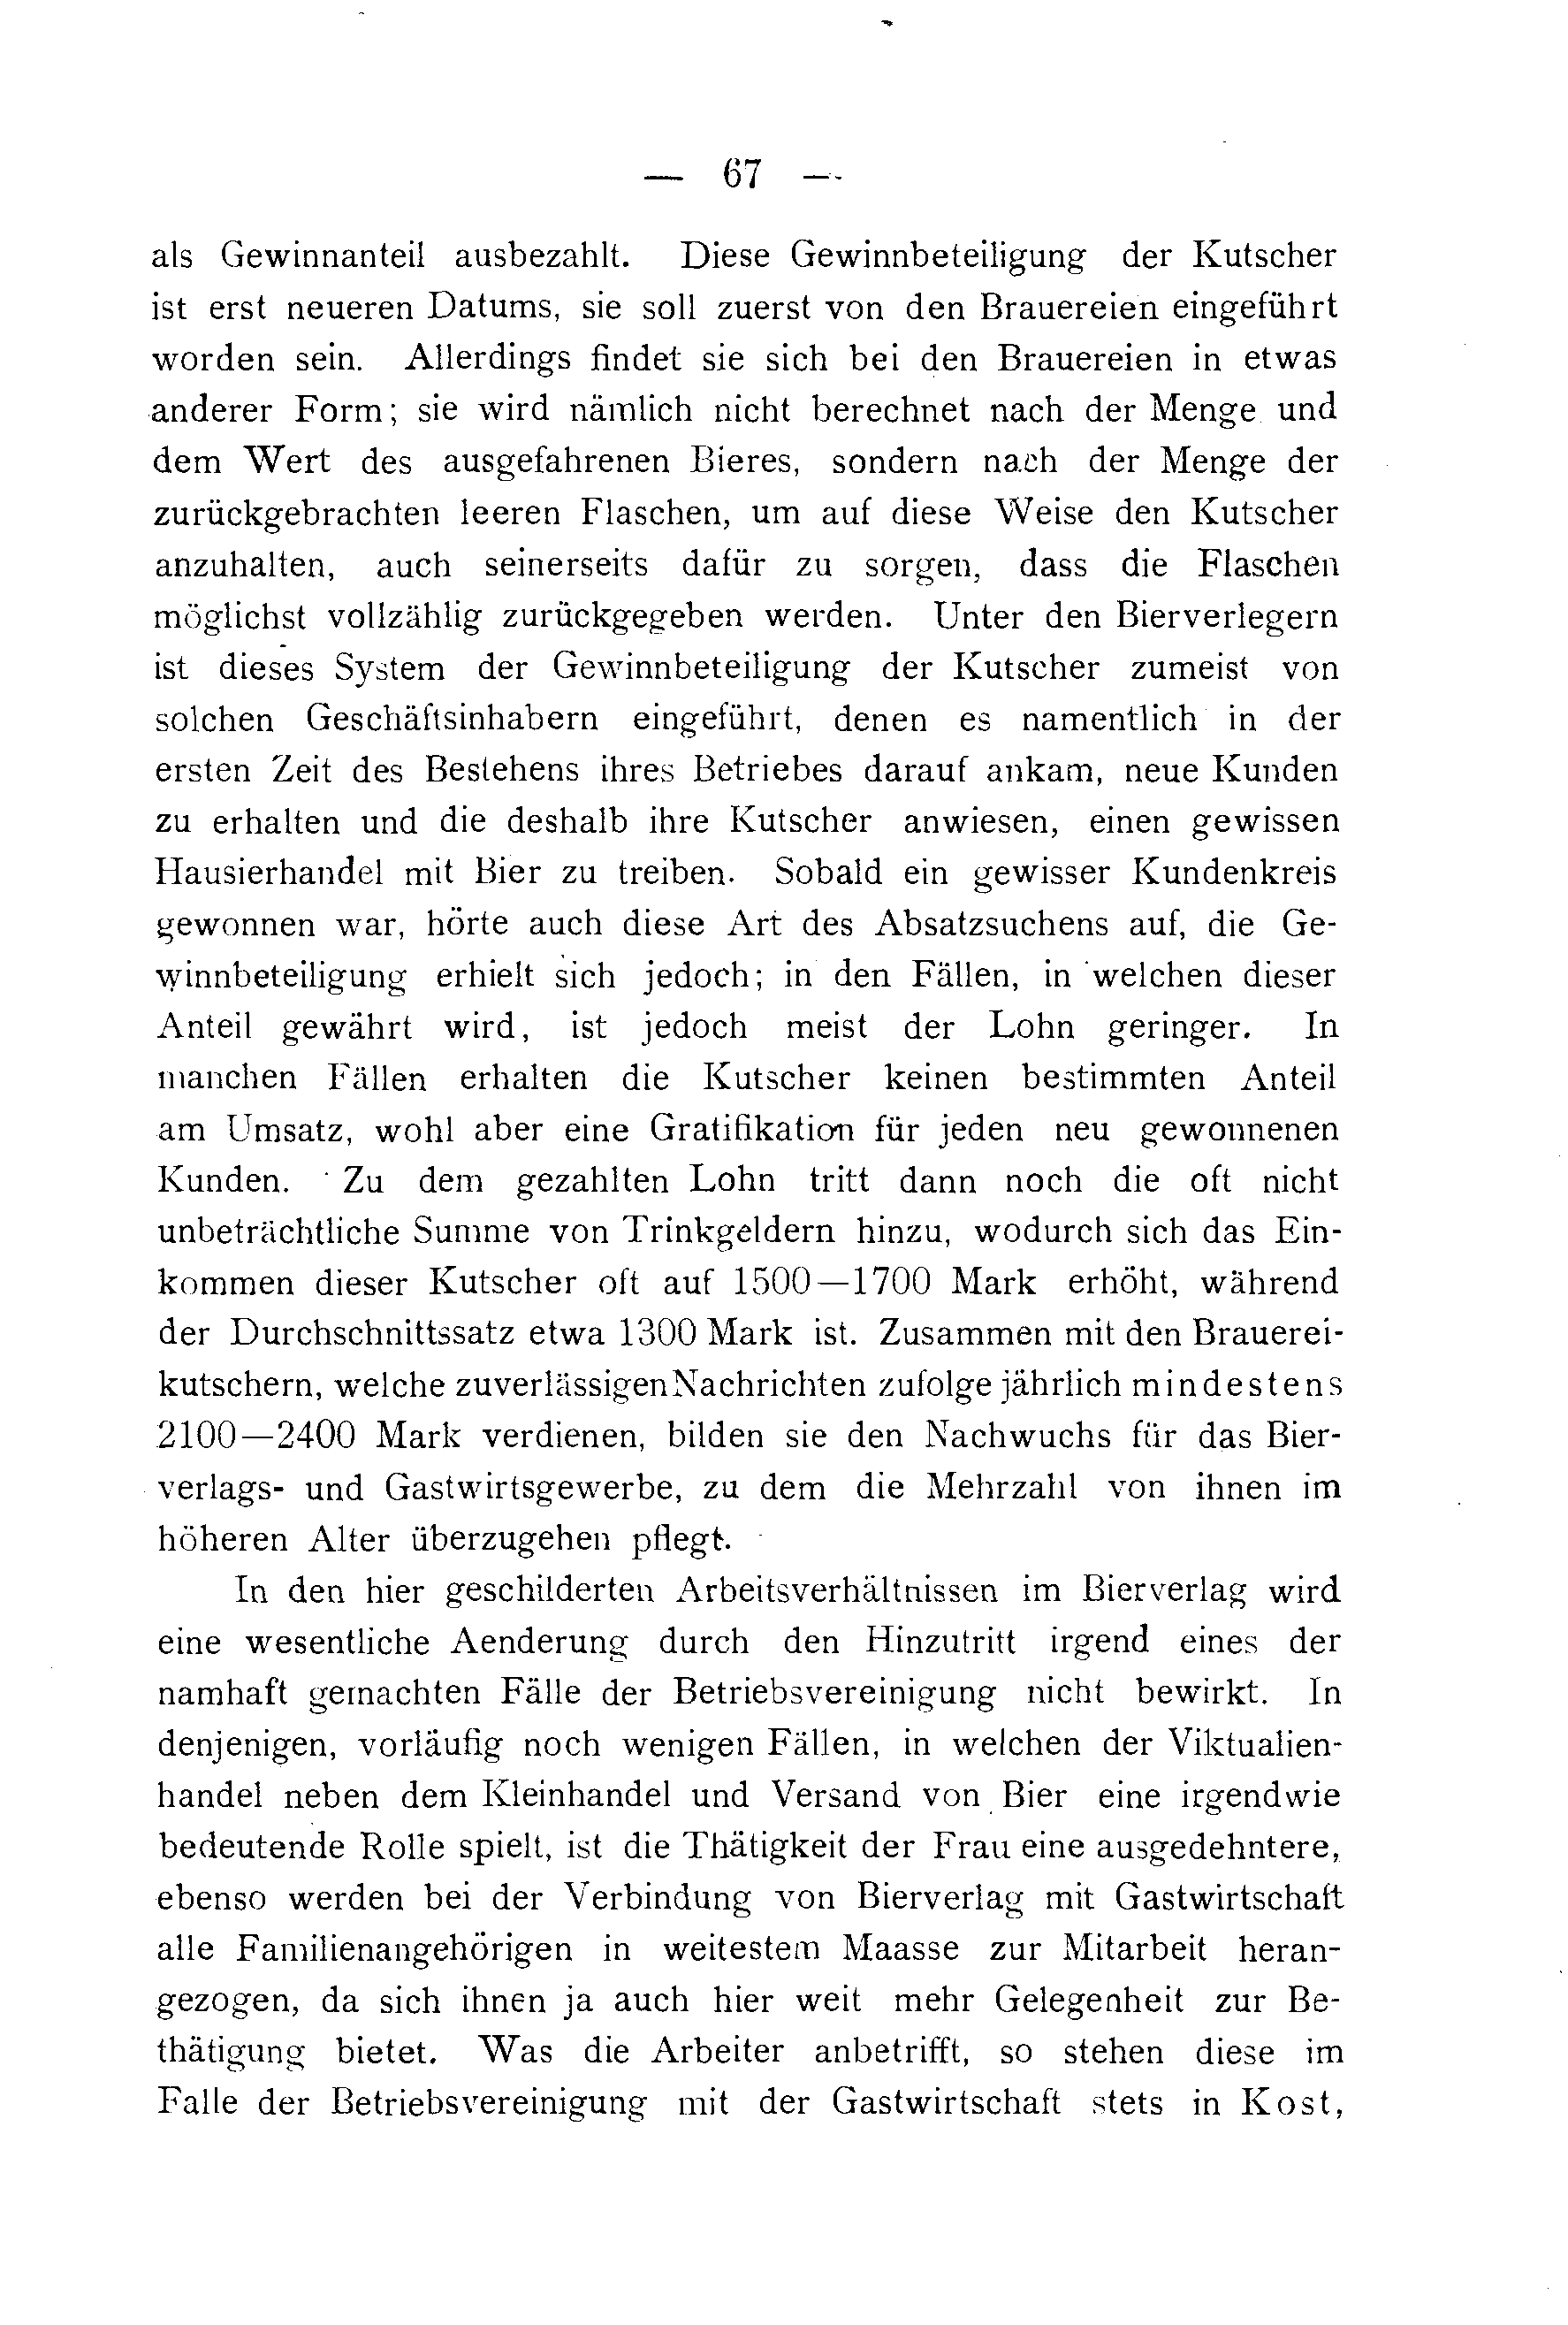 — 67 —
als Gewinnanteil ausbezahlt. Diese Gewinnbeteiligung der Kutscher
ist erst neueren Datums, sie soll zuerst von den Brauereien eingeführt
worden sein. Allerdings findet sie sich bei den Brauereien in etwas
anderer Form; sie wird nämlich nicht berechnet nach der Menge und
dem Wert des ausgefahrenen Bieres, sondern nach der Menge der
zurückgebrachten leeren Flaschen, um auf diese Weise den Kutscher
anzuhalten, auch seinerseits dafür zu sorgen, dass die Flaschen
möglichst vollzählig zurückgegeben werden. Unter den Bierverlegern
ist dieses System der Gewinnbeteiligung der Kutscher zumeist von
solchen Geschäftsinhabern eingeführt, denen es namentlich in der
ersten Zeit des Bestehens ihres Betriebes darauf ankam, neue Kunden
zu erhalten und die deshalb ihre Kutscher anwiesen, einen gewissen
Hausierhandel mit Bier zu treiben. Sobald ein gewisser Kundenkreis
gewonnen war, hörte auch diese Art des Absatzsuchens auf, die Ge-
winnbeteiligung erhielt sich jedoch; in den Fällen, in welchen dieser
Anteil gewährt wird, ist jedoch meist der Lohn geringer. In
manchen Fällen erhalten die Kutscher keinen bestimmten Anteil
am Umsatz, wohl aber eine Gratifikation für jeden neu gewonnenen
Kunden. Zu dem gezahlten Lohn tritt dann noch die oft nicht
unbeträchtliche Summe von Trinkgeldern hinzu, wodurch sich das Ein-
kommen dieser Kutscher oft auf 1500—1700 Mark erhöht, während
der Durchschnittssatz etwa 1300 Mark ist. Zusammen mit den Brauerei-
kutschern, welche zuverlässigen Nachrichten zufolge jährlich mindestens
2100—2400 Mark verdienen, bilden sie den Nachwuchs für das Bier-
verlags- und Gastwirtsgewerbe, zu dem die Mehrzahl von ihnen im
höheren Alter überzugehen pflegt.
In den hier geschilderten Arbeitsverhältnissen im Bierverlag wird
eine wesentliche Aenderung durch den Hinzutritt irgend eines der
namhaft gemachten Fälle der Betriebsvereinigung nicht bewirkt. In
denjenigen, vorläufig noch wenigen Fällen, in welchen der Viktualien-
handel neben dem Kleinhandel und Versand von Bier eine irgendwie
bedeutende Rolle spielt, ist die Thätigkeit der Frau eine ausgedehntere,
ebenso werden bei der Verbindung von Bierverlag mit Gastwirtschaft
alle Familienangehörigen in weitestem Maasse zur Mitarbeit heran-
gezogen, da sich ihnen ja auch hier weit mehr Gelegenheit zur Be-
thätigung bietet. Was die Arbeiter anbetrifft, so stehen diese im
Falle der Betriebsvereinigung mit der Gastwirtschaft stets in Kost,